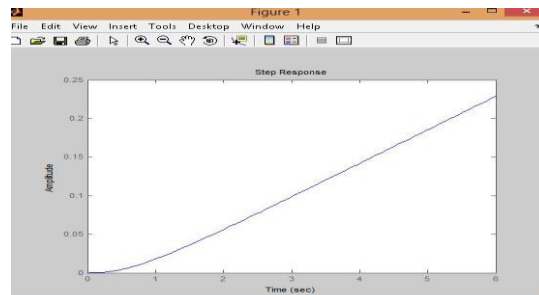 Figure 1
File Edit View Insert Tools Desktop Window Help
Step Response
0.25
0.2
0.15
0.1
0.05
0
Amplitude
0 1 2 3 4 5 6
Time (sec)